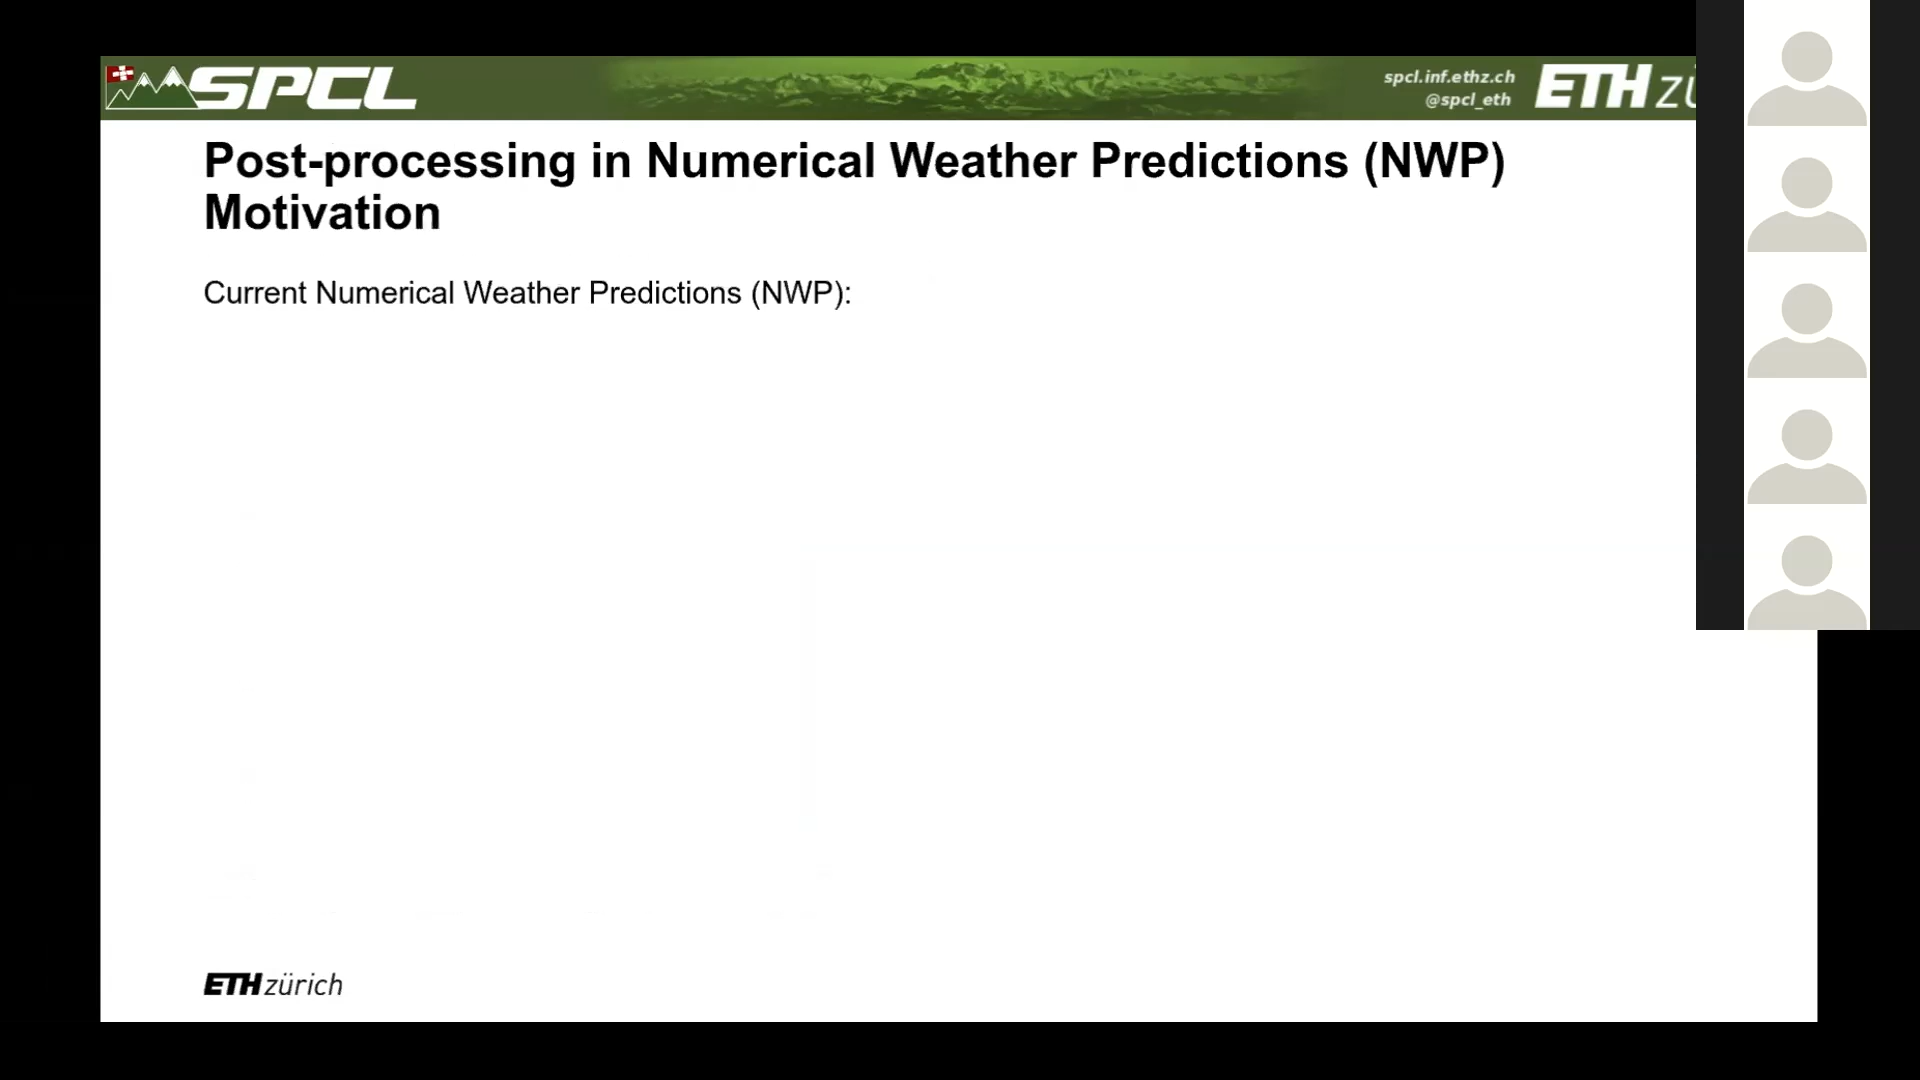 SPCL
spcl.inf.ethz.ch
@spcl_eth
ETH
Post-processing in Numerical Weather Predictions (NWP)
Motivation
Current Numerical Weather Predictions (NWP):
ETH zürich